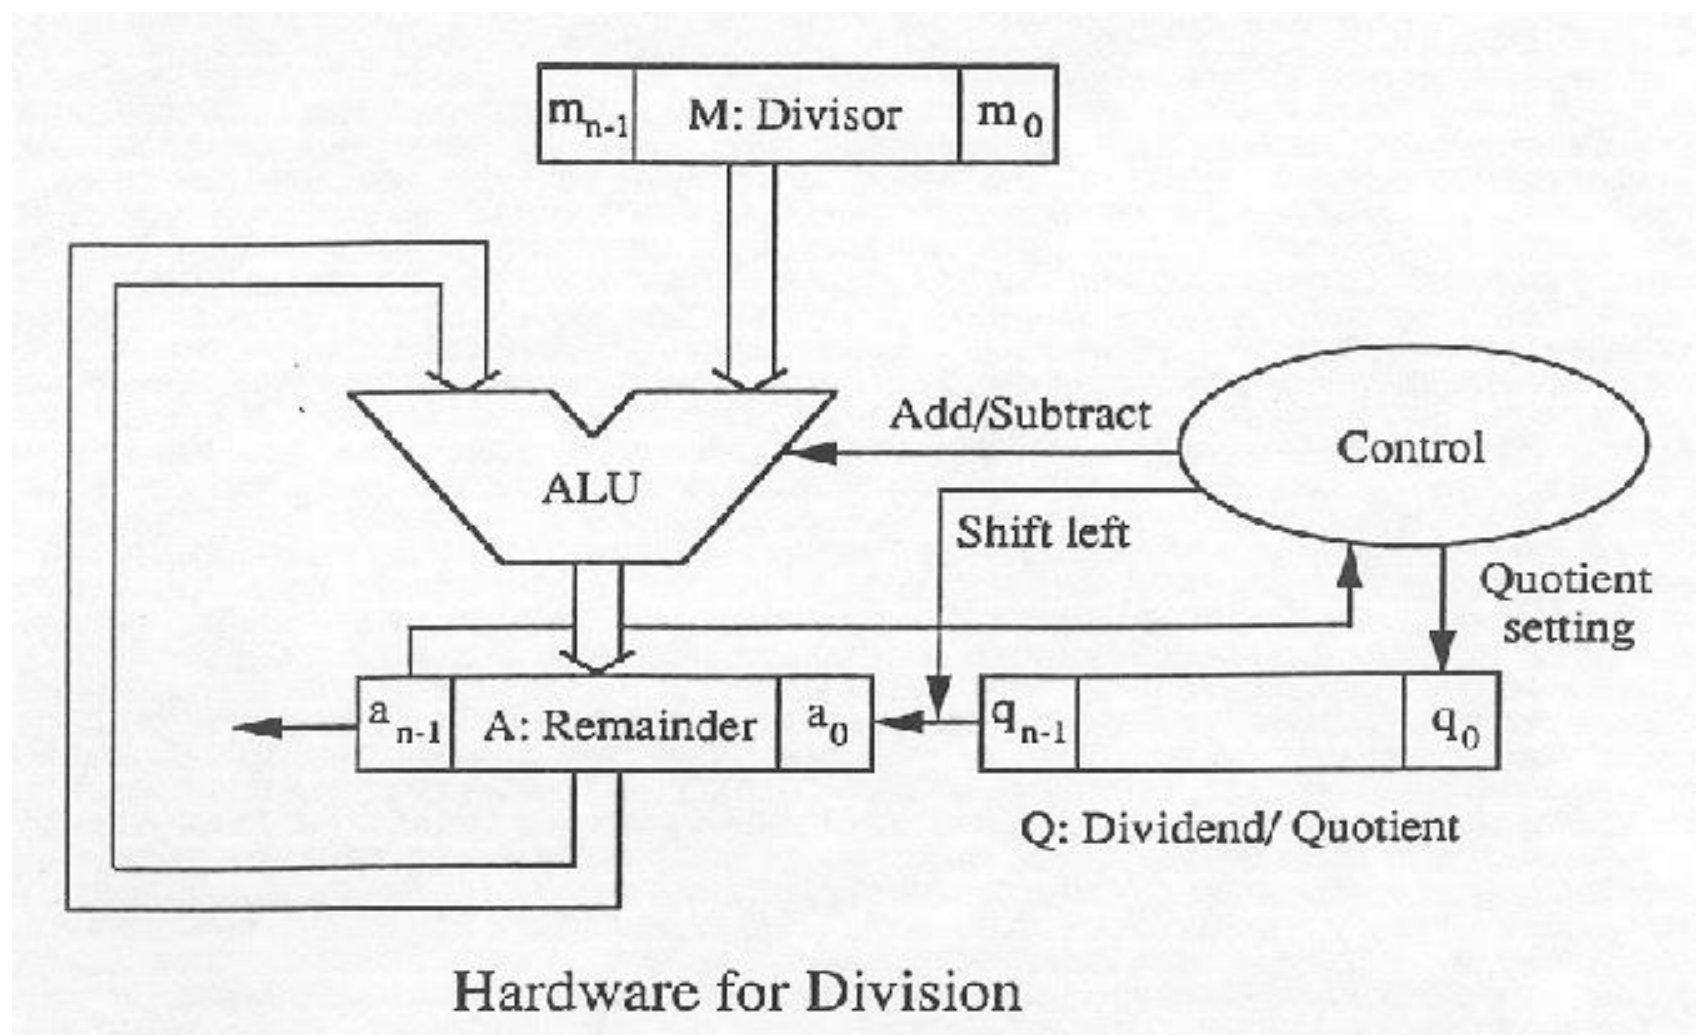 m n-1 M: Divisor m 0
Add/Subtract
Control
ALU
Shift left
Quotient
setting
a n-1 A: Remainder a 0
q n-1 q 0
Q: Dividend/ Quotient
Hardware for Division